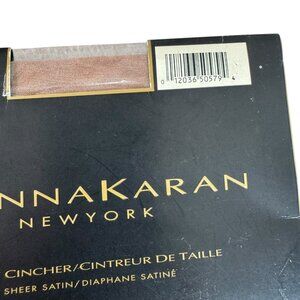 0 12036 50579 4
NNAKARAN
NEW YORK
CINCHER/CINTREUR DE TAILLE
SHEER SATIN/DIAPHANE SATINÉ